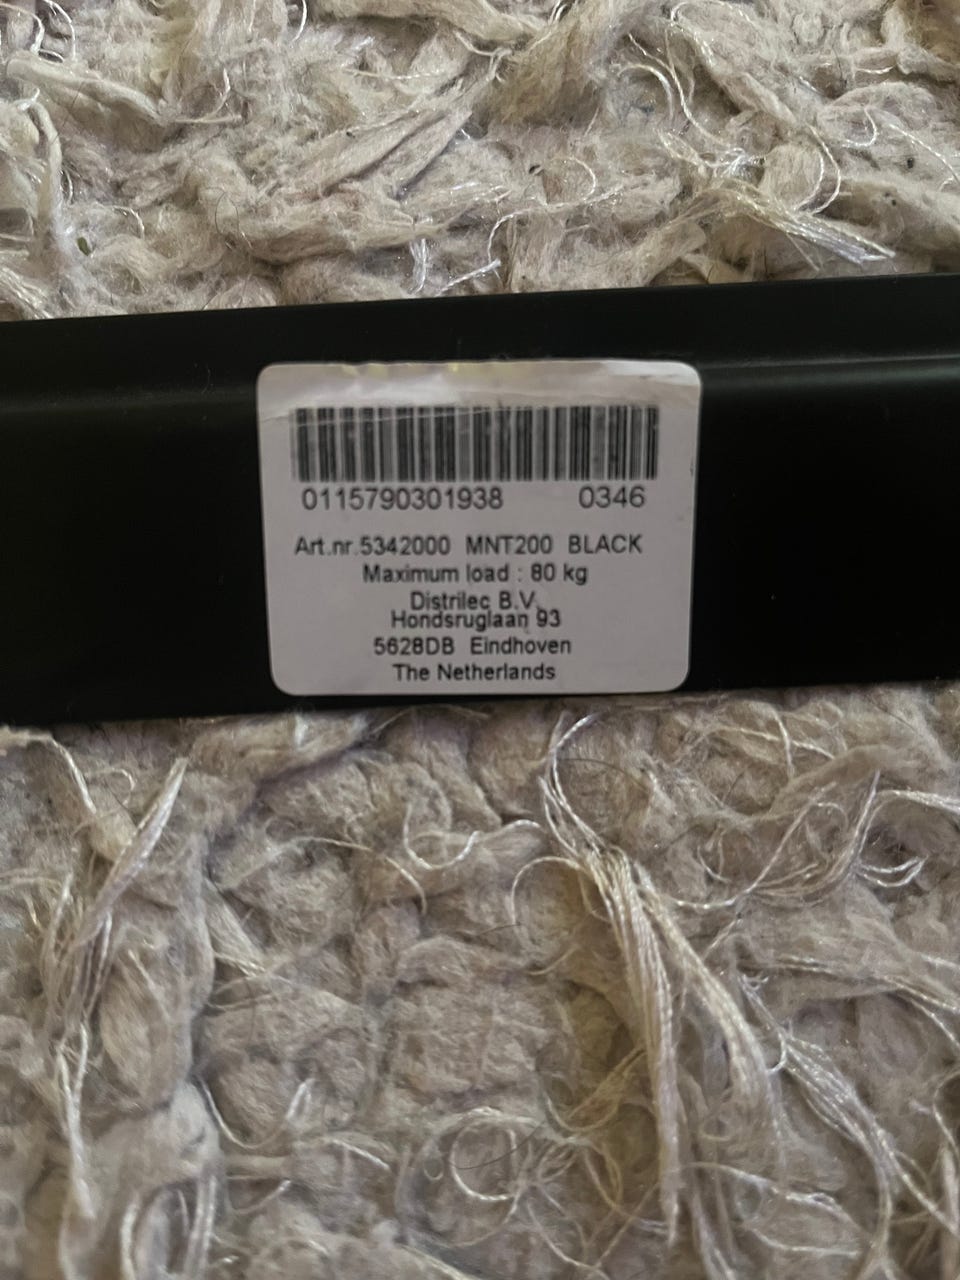 0115790301938 0346
Art.nr.5342000 MNT200 BLACK
Maximum load : 80 kg
Distrilec B.V.
Hondsruglaan 93
5628DB Eindhoven
The Netherlands